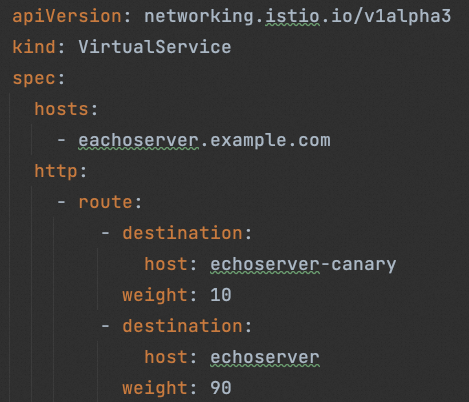 apiVersion: networking.istio.io/v1alpha3
kind: VirtualService
spec:
  hosts:
    - eachoserver.example.com
  http:
    - route:
        - destination:
            host: echoserver-canary
          weight: 10
        - destination:
            host: echoserver
          weight: 90